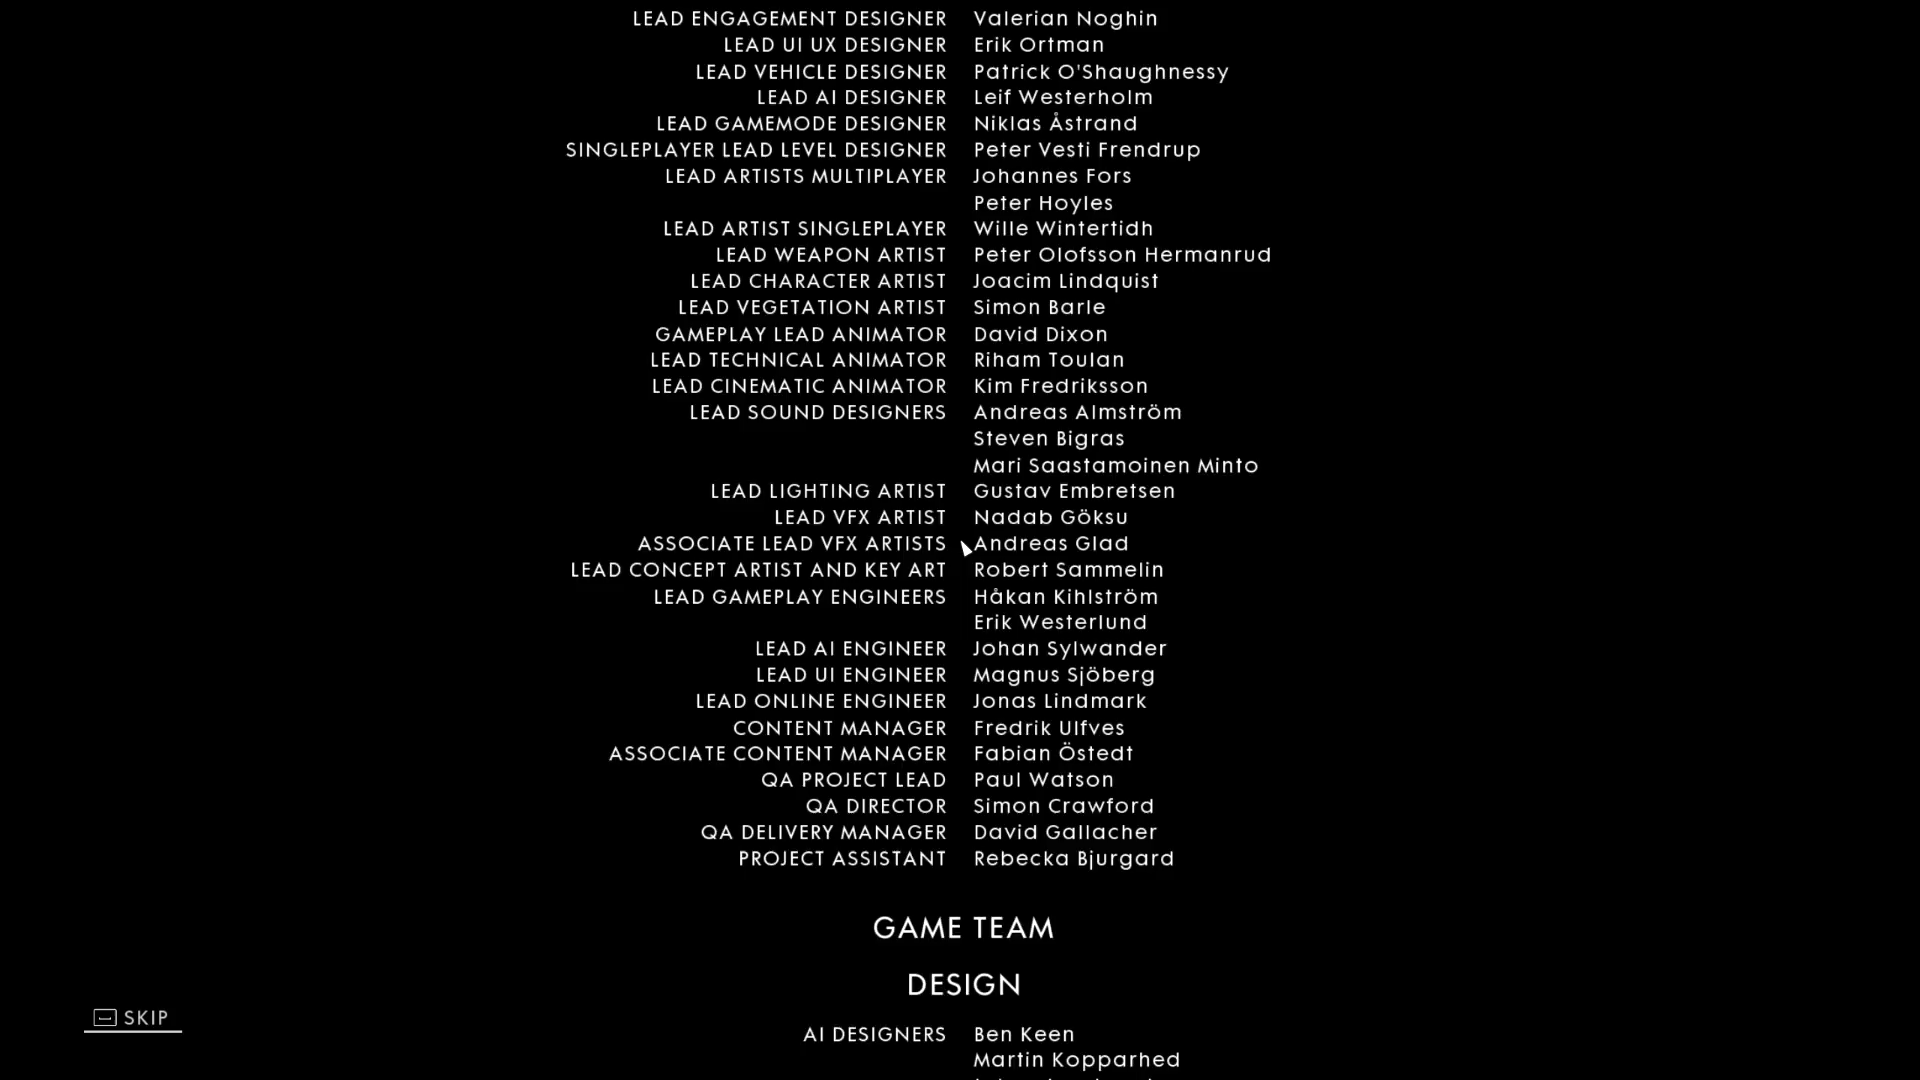 LEAD ENGAGEMENT DESIGNER Valerian Noghin
LEAD UI UX DESIGNER Erik Ortman
LEAD VEHICLE DESIGNER Patrick O'Shaughnessy
LEAD AI DESIGNER Leif Westerholm
LEAD GAMEMODE DESIGNER Niklas Åstrand
SINGLEPLAYER LEAD LEVEL DESIGNER Peter Vesti Frendrup
LEAD ARTISTS MULTIPLAYER Johannes Fors
Peter Hoyles
LEAD ARTIST SINGLEPLAYER Wille Wintertidh
LEAD WEAPON ARTIST Peter Olofsson Hermanrud
LEAD CHARACTER ARTIST Joacim Lindquist
LEAD VEGETATION ARTIST Simon Barle
GAMEPLAY LEAD ANIMATOR David Dixon
LEAD TECHNICAL ANIMATOR Riham Toulan
LEAD CINEMATIC ANIMATOR Kim Fredriksson
LEAD SOUND DESIGNERS Andreas Almström
Steven Bigras
Mari Saastamoinen Minto
LEAD LIGHTING ARTIST Gustav Embretsen
LEAD VFX ARTIST Nadab Göksu
ASSOCIATE LEAD VFX ARTISTS Andreas Glad
LEAD CONCEPT ARTIST AND KEY ART Robert Sammelin
LEAD GAMEPLAY ENGINEERS Håkan Kihlström
Erik Westerlund
LEAD AI ENGINEER Johan Sylwander
LEAD UI ENGINEER Magnus Sjöberg
LEAD ONLINE ENGINEER Jonas Lindmark
CONTENT MANAGER Fredrik Ulfves
ASSOCIATE CONTENT MANAGER Fabian Östedt
QA PROJECT LEAD Paul Watson
QA DIRECTOR Simon Crawford
QA DELIVERY MANAGER David Gallacher
PROJECT ASSISTANT Rebecka Bjurgard
GAME TEAM
DESIGN
SKIP
AI DESIGNERS Ben Keen
Martin Kopparhed